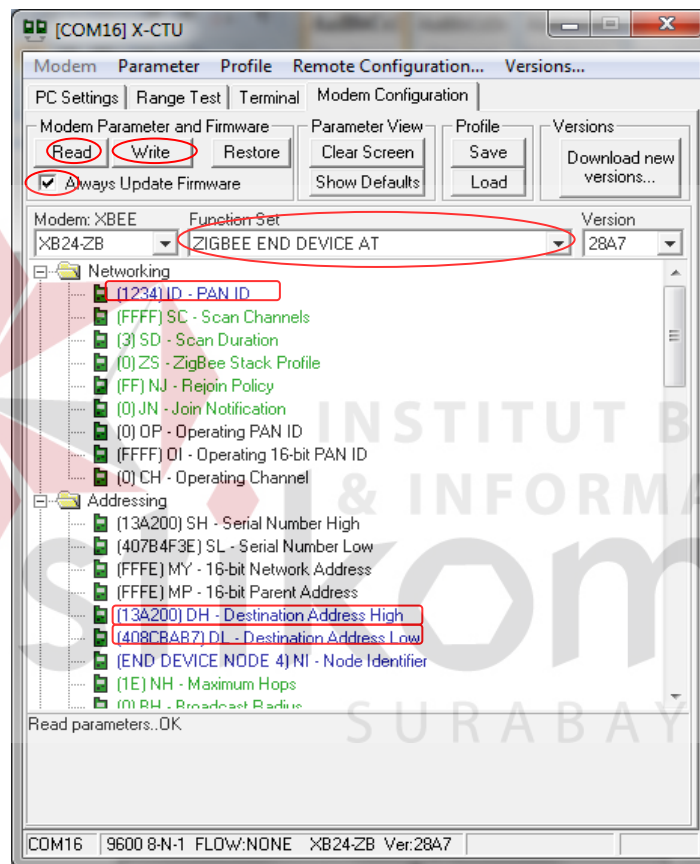 [COM16] X-CTU
Modem Parameter Profile Remote Configuration... Versions...
PC Settings Range Test Terminal Modem Configuration
Modem Parameter and Firmware Parameter View Profile Versions
Read Write Restore Clear Screen Save Download new versions...
Always Update Firmware Show Defaults Load
Modem: XBEE Function Set Version
XB24-ZB ZIGBEE END DEVICE AT 28A7
Networking
(1234) ID - PAN ID
(FFFF) SC - Scan Channels
(3) SD - Scan Duration
(0) ZS - ZigBee Stack Profile
(FF) NJ - Rejoin Policy
(0) JN - Join Notification
(0) OP - Operating PAN ID
(FFFF) OI - Operating 16-bit PAN ID
(0) CH - Operating Channel
Addressing
(13A200) SH - Serial Number High
(407B4F3E) SL - Serial Number Low
(FFFE) MY - 16-bit Network Address
(FFFE) MP - 16-bit Parent Address
(13A200) DH - Destination Address High
(408CBAB7) DL - Destination Address Low
(END DEVICE NODE 4) NI - Node Identifier
(1E) NH - Maximum Hops
(0) BH - Broadcast Radius
Read parameters..OK
COM16 9600 8-N-1 FLOW:NONE XB24-ZB Ver:28A7
INSTITUT B
& INFORMA
stikom
SURABAY